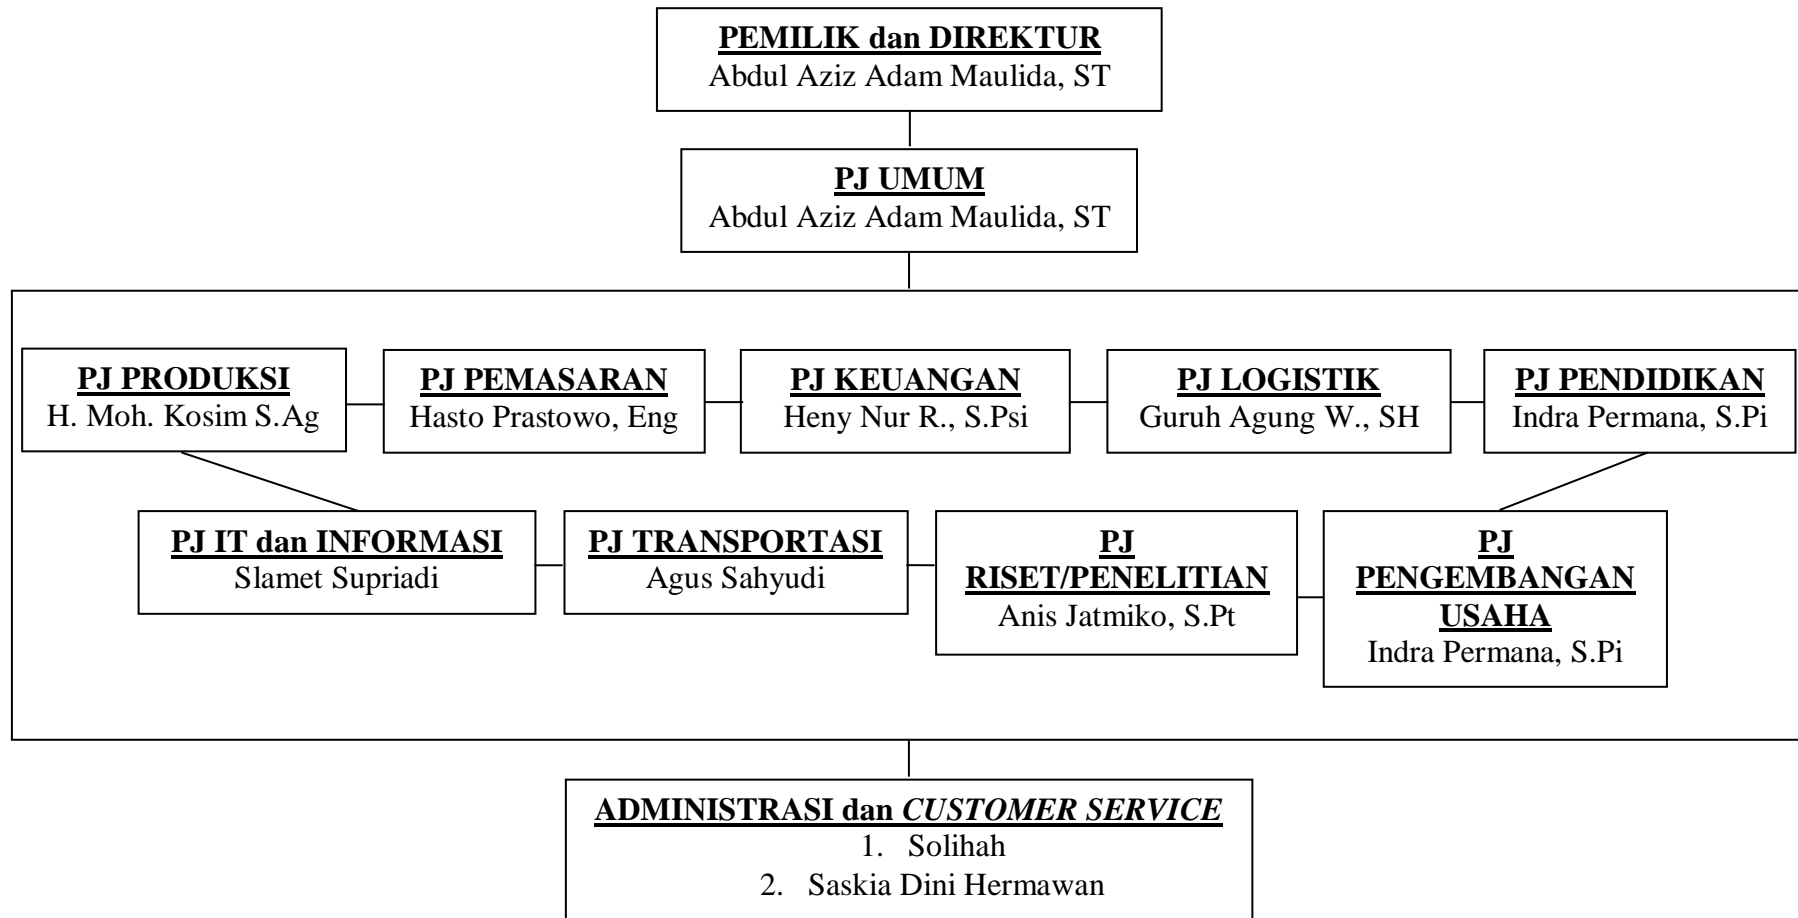 PEMILIK dan DIREKTUR
Abdul Aziz Adam Maulida, ST
PJ UMUM
Abdul Aziz Adam Maulida, ST
PJ PRODUKSI
H. Moh. Kosim S.Ag
PJ PEMASARAN
Hasto Prastowo, Eng
PJ KEUANGAN
Heny Nur R., S.Psi
PJ LOGISTIK
Guruh Agung W., SH
PJ PENDIDIKAN
Indra Permana, S.Pi
PJ IT dan INFORMASI
Slamet Supriadi
PJ TRANSPORTASI
Agus Sahyudi
PJ
RISET/PENELITIAN
Anis Jatmiko, S.Pt
PJ
PENGEMBANGAN
USAHA
Indra Permana, S.Pi
ADMINISTRASI dan CUSTOMER SERVICE
1. Solihah
2. Saskia Dini Hermawan